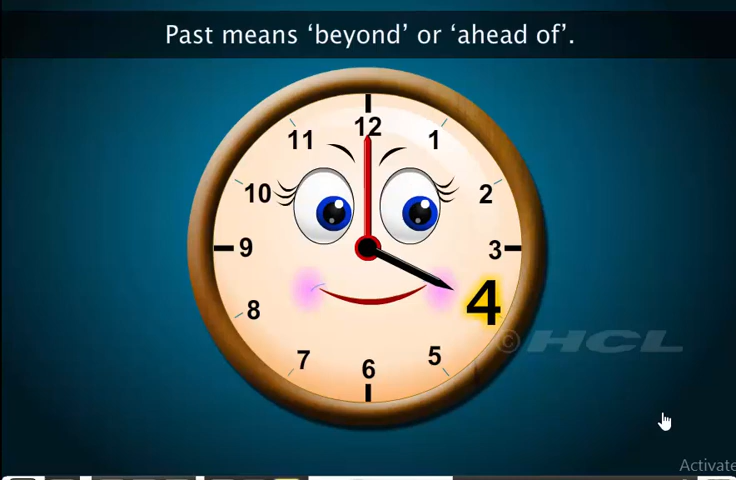 Past means ‘beyond’ or ‘ahead of’.
12
11 1
10 2
9 3
8 4
7 5
6
©HCL
Activate